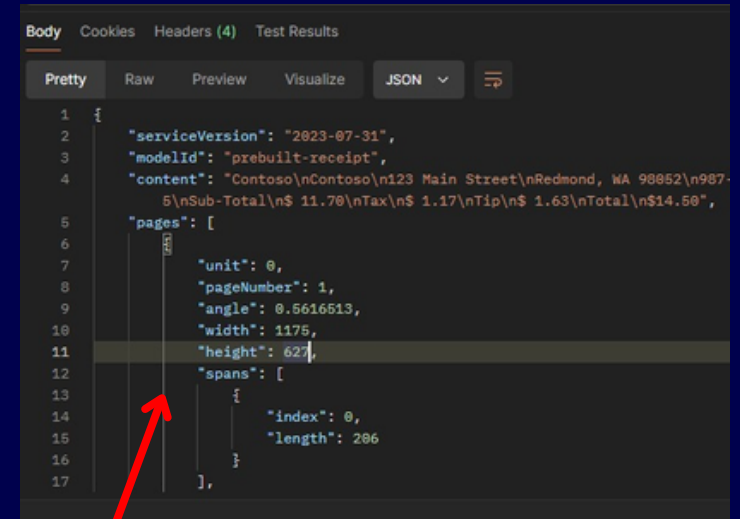 Body Cookies Headers (4) Test Results
Pretty Raw Preview Visualize JSON
1 {
2 "serviceVersion": "2023-07-31",
3 "modelId": "prebuilt-receipt",
4 "content": "Contoso\nContoso\n123 Main Street\nRedmond, WA 98052\n987-
5\nSub-Total\n$ 11.70\nTax\n$ 1.17\nTip\n$ 1.63\nTotal\n$14.50",
5 "pages": [
6 {
7 "unit": 0,
8 "pageNumber": 1,
9 "angle": 0.5616513,
10 "width": 1175,
11 "height": 627,
12 "spans": [
13 {
14 "index": 0,
15 "length": 206
16 }
17 ],